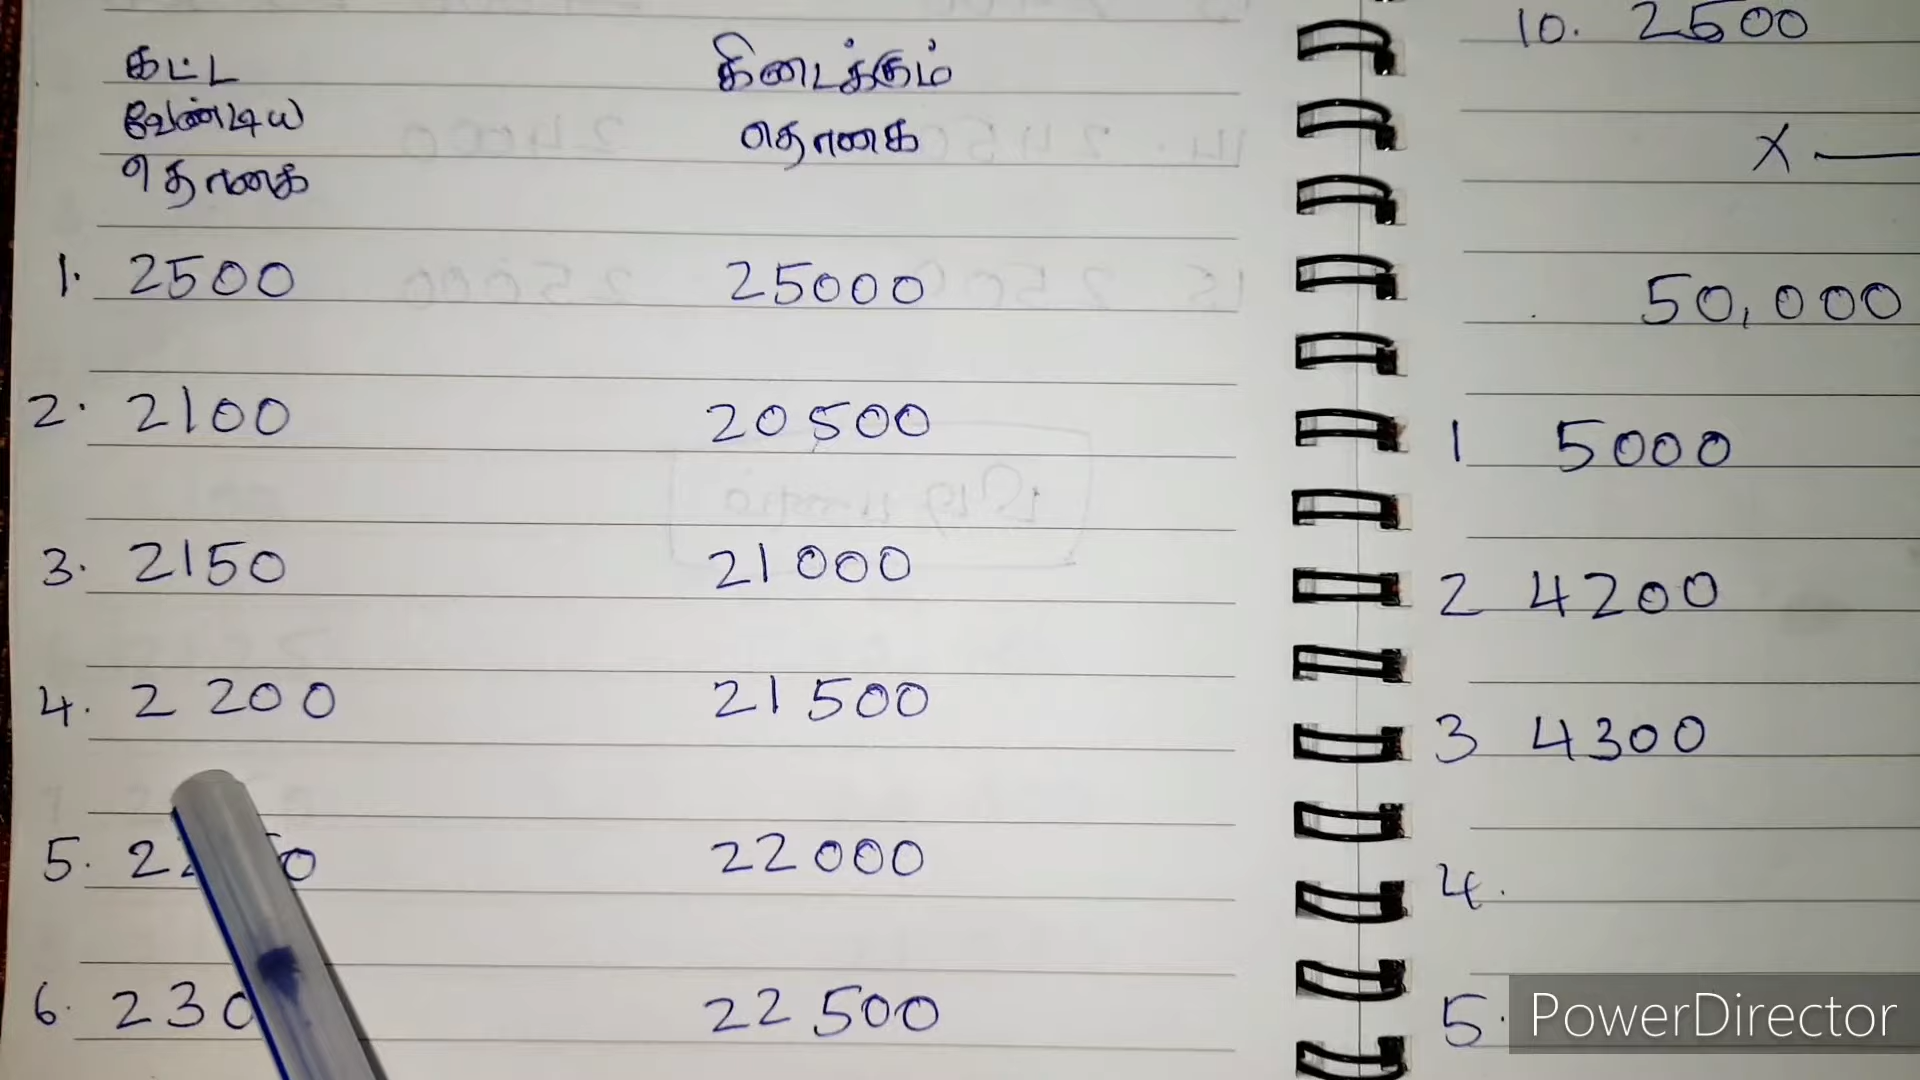 கட்ட
வேண்டிய
தொகை
கிடைக்கும்
தொகை
1. 2500 25000
2. 2100 20500
3. 2150 21000
4. 2200 21500
5. 22000
6. 22500
10. 2500
X
50,000
1 5000
2 4200
3 4300
4.
5.
PowerDirector